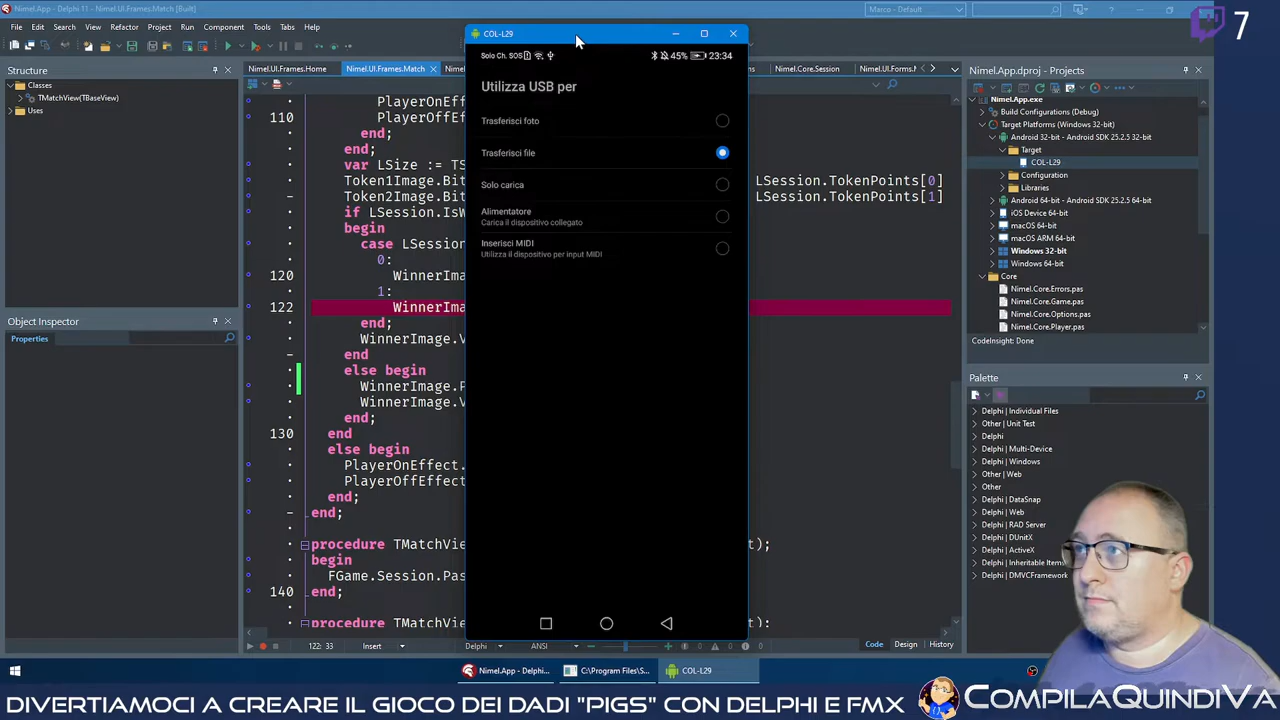 Nimel.App - Delphi 11 - Nimel.UI.Frames.Match [Built]
Marco - Default
7
File Edit Search View Refactor Project Run Component Tools Tabs Help
Structure
Classes
TMatchView(TBaseView)
Uses
Object Inspector
Properties
Nimel.UI.Frames.Home
Nimel.UI.Frames.Match
Nimel.Core.Session
Nimel.UI.Forms.M
PlayerOnEff
110 PlayerOffEf
end;
end;
var LSize := TS
Token1Image.Bit LSession.TokenPoints[0]
Token2Image.Bit LSession.TokenPoints[1]
if LSession.IsW
begin
case LSession
0:
120 WinnerIma
1:
122 WinnerIma
end;
WinnerImage.V
end
else begin
WinnerImage.P
WinnerImage.V
end;
130 end
else begin
PlayerOnEffect.
PlayerOffEffec
end;
end;
procedure TMatchVie t);
begin
FGame.Session.Pas
140 end;
procedure TMatchVie t);
COL-L29
Solo Ch. SOS
45% 23:34
Utilizza USB per
Trasferisci foto
Trasferisci file
Solo carica
Alimentatore
Carica il dispositivo collegato
Inserisci MIDI
Utilizza il dispositivo per input MIDI
Nimel.App.dproj - Projects
Nimel.App.exe
Build Configurations (Debug)
Target Platforms (Windows 32-bit)
Android 32-bit - Android SDK 25.2.5 32-bit
Target
COL-L29
Configuration
Libraries
Android 64-bit - Android SDK 25.2.5 32-bit
iOS Device 64-bit
macOS 64-bit
macOS ARM 64-bit
Windows 32-bit
Windows 64-bit
Core
Nimel.Core.Errors.pas
Nimel.Core.Game.pas
Nimel.Core.Options.pas
Nimel.Core.Player.pas
CodeInsight: Done
Palette
Delphi | Individual Files
Other | Unit Test
Delphi
Delphi | Multi-Device
Delphi | Windows
Other | Web
Other
Delphi | DataSnap
Delphi | Web
Delphi | RAD Server
Delphi | DUnitX
Delphi | ActiveX
Delphi | Inheritable Items
Delphi | DMVCFramework
122: 33 Insert Delphi ANSI 0 0 0 Code Design History
Nimel.App - Delphi...
C:\Program Files\S...
COL-L29
DIVERTIAMOCI A CREARE IL GIOCO DEI DADI "PIGS" CON DELPHI E FMX
COMPILAQUINDIVA